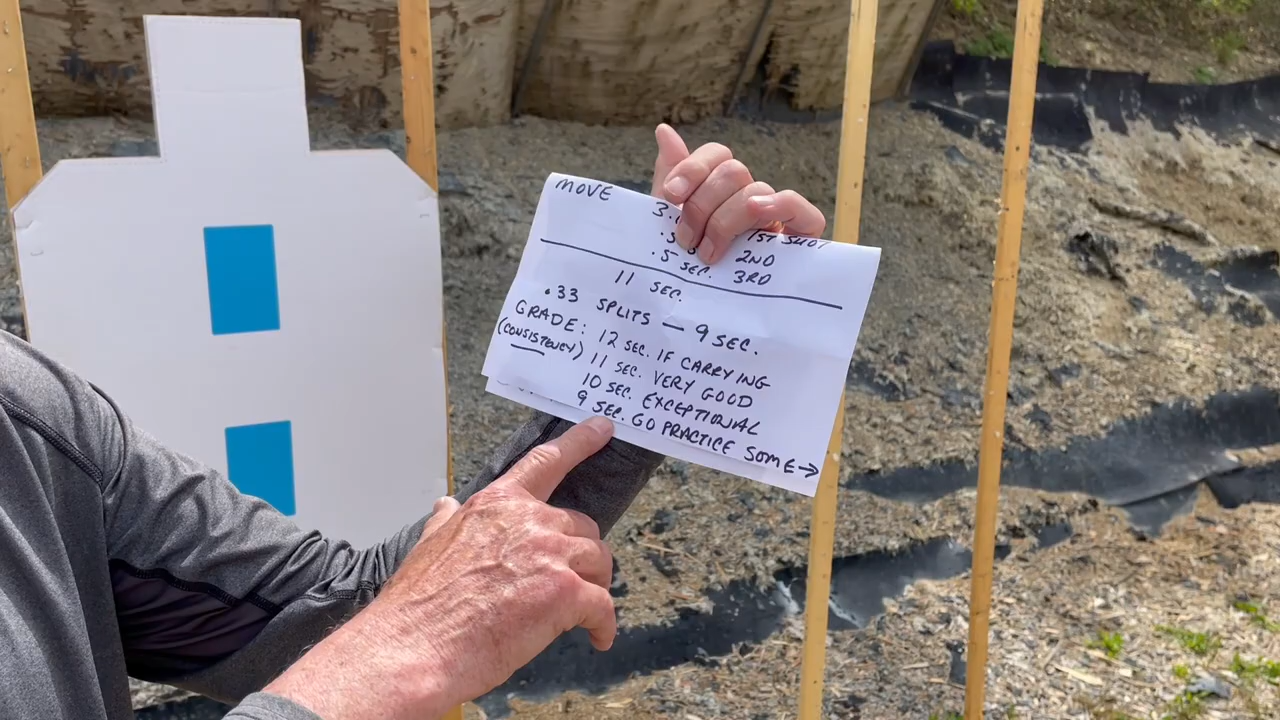 MOVE
1ST SHOT
2ND
.5 SEC. 3RD
11 SEC.
.33 SPLITS — 9 SEC.
GRADE: 12 SEC. IF CARRYING
(CONSISTENCY) 11 SEC. VERY GOOD
10 SEC. EXCEPTIONAL
9 SEC. GO PRACTICE SOME→